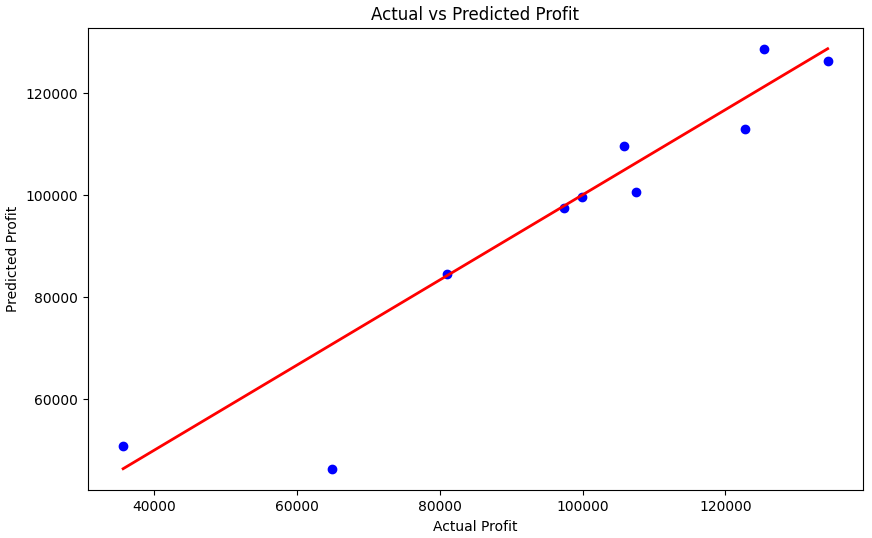 Actual vs Predicted Profit
120000
100000
80000
60000
Predicted Profit
40000 60000 80000 100000 120000
Actual Profit